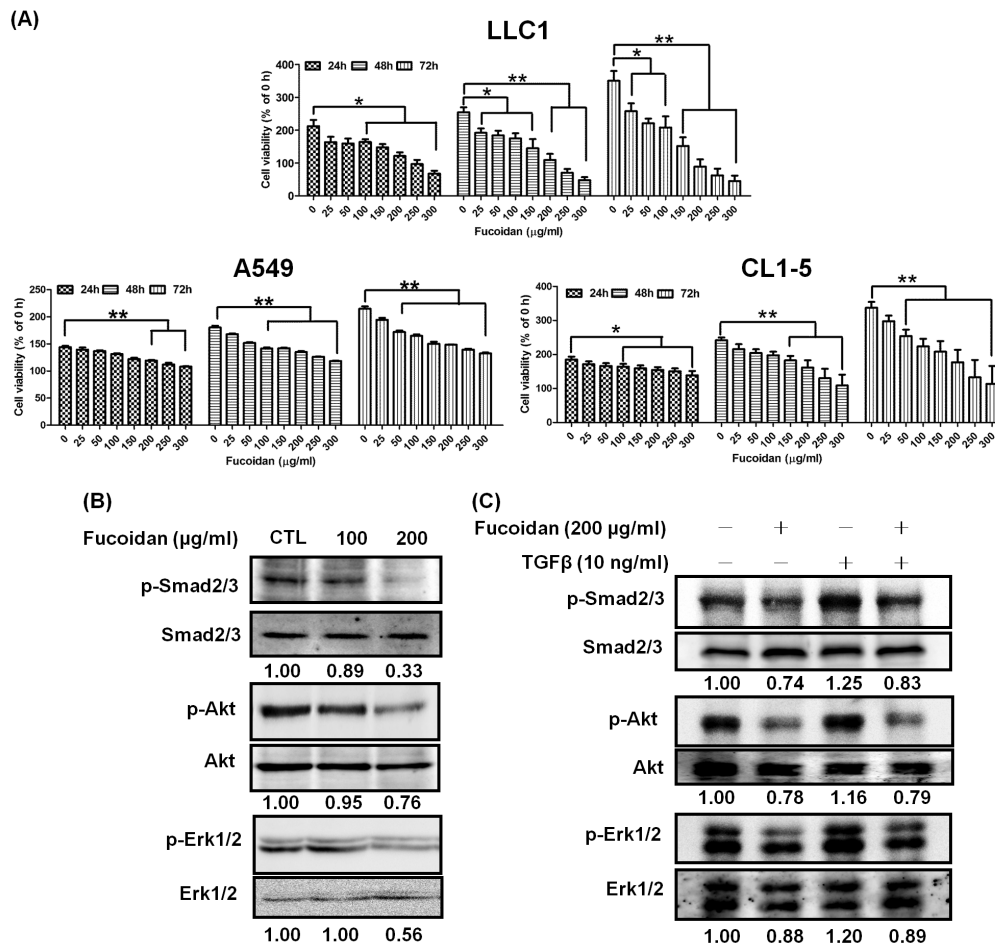 (A)
LLC1
Cell viability (% of 0 h)
400
300
200
100
0
24h 48h 72h
* * ** * **
0 25 50 100 150 200 250 300 0 25 50 100 150 200 250 300 0 25 50 100 150 200 250 300
Fucoidan (μg/ml)
A549
Cell viability (% of 0 h)
250
200
150
100
50
0
24h 48h 72h
** ** **
0 25 50 100 150 200 250 300 0 25 50 100 150 200 250 300 0 25 50 100 150 200 250 300
Fucoidan (μg/ml)
CL1-5
Cell viability (% of 0 h)
400
300
200
100
0
24h 48h 72h
* ** **
0 25 50 100 150 200 250 300 0 25 50 100 150 200 250 300 0 25 50 100 150 200 250 300
Fucoidan (μg/ml)
(B)
Fucoidan (μg/ml) CTL 100 200
p-Smad2/3
Smad2/3
1.00 0.89 0.33
p-Akt
Akt
1.00 0.95 0.76
p-Erk1/2
Erk1/2
1.00 1.00 0.56
(C)
Fucoidan (200 μg/ml) − + − +
TGFβ (10 ng/ml) − − + +
p-Smad2/3
Smad2/3
1.00 0.74 1.25 0.83
p-Akt
Akt
1.00 0.78 1.16 0.79
p-Erk1/2
Erk1/2
1.00 0.88 1.20 0.89